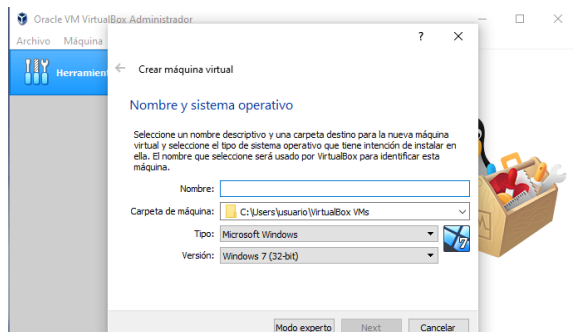 Oracle VM VirtualBox Administrador
Archivo Máquina
? ×
Herramien
Crear máquina virtual
Nombre y sistema operativo
Seleccione un nombre descriptivo y una carpeta destino para la nueva máquina
virtual y seleccione el tipo de sistema operativo que tiene intención de instalar en
ella. El nombre que seleccione será usado por VirtualBox para identificar esta
máquina.
Nombre:
Carpeta de máquina: C:\Users\usuario\VirtualBox VMs
Tipo: Microsoft Windows
7
Versión: Windows 7 (32-bit)
Modo experto Next Cancelar